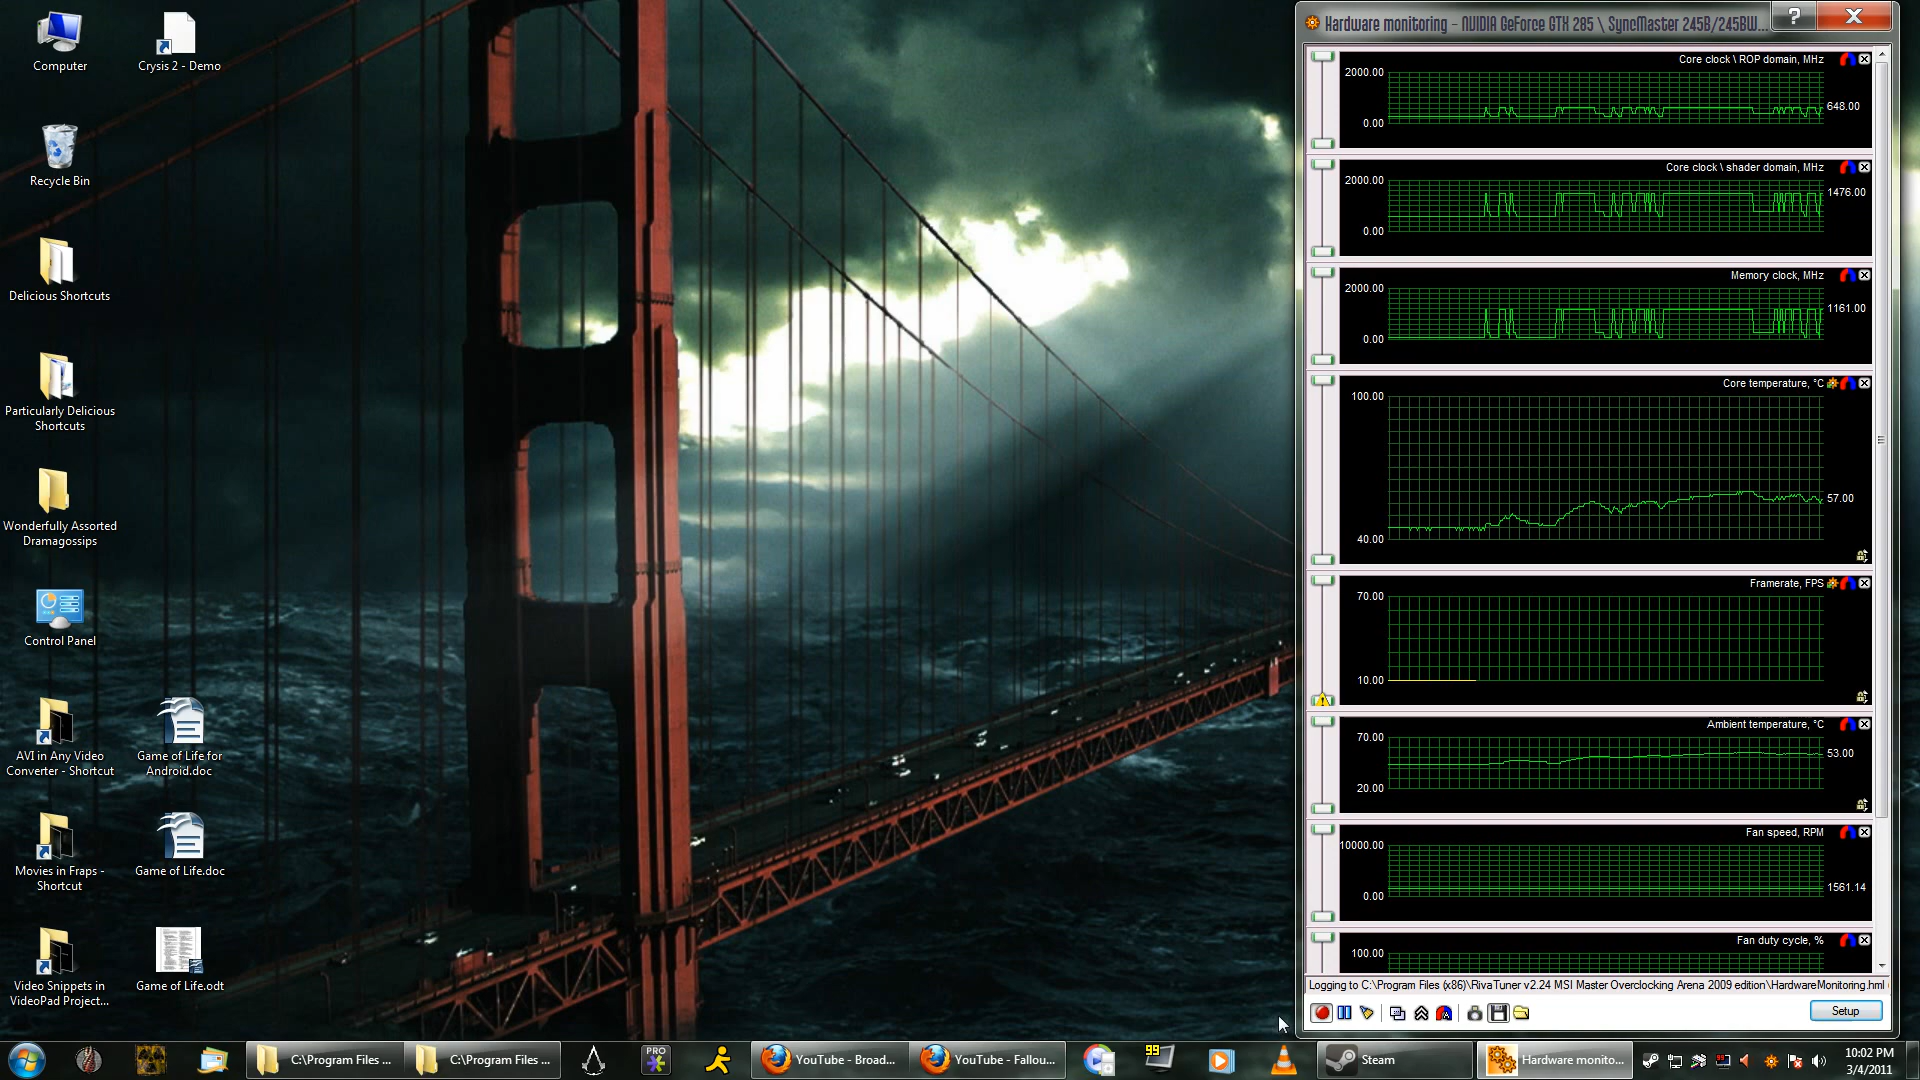 Computer
Crysis 2 - Demo
Recycle Bin
Delicious Shortcuts
Particularly Delicious
Shortcuts
Wonderfully Assorted
Dramagossips
Control Panel
AVI in Any Video
Converter - Shortcut
Game of Life for
Android.doc
Movies in Fraps -
Shortcut
Game of Life.doc
Video Snippets in
VideoPad Project...
Game of Life.odt
Hardware monitoring - NVIDIA GeForce GTX 285 \ SyncMaster 245B/245BW...
Core clock \ ROP domain, MHz
2000.00
648.00
0.00
Core clock \ shader domain, MHz
2000.00
1476.00
0.00
Memory clock, MHz
2000.00
1161.00
0.00
Core temperature, °C
100.00
57.00
40.00
Framerate, FPS
70.00
10.00
Ambient temperature, °C
70.00
53.00
20.00
Fan speed, RPM
10000.00
1561.14
0.00
Fan duty cycle, %
100.00
Logging to C:\Program Files (x86)\RivaTuner v2.24 MSI Master Overclocking Arena 2009 edition\HardwareMonitoring.hml
Setup
C:\Program Files ...
C:\Program Files ...
PRO
YouTube - Broad...
YouTube - Fallou...
99
Steam
Hardware monito...
10:02 PM
3/4/2011